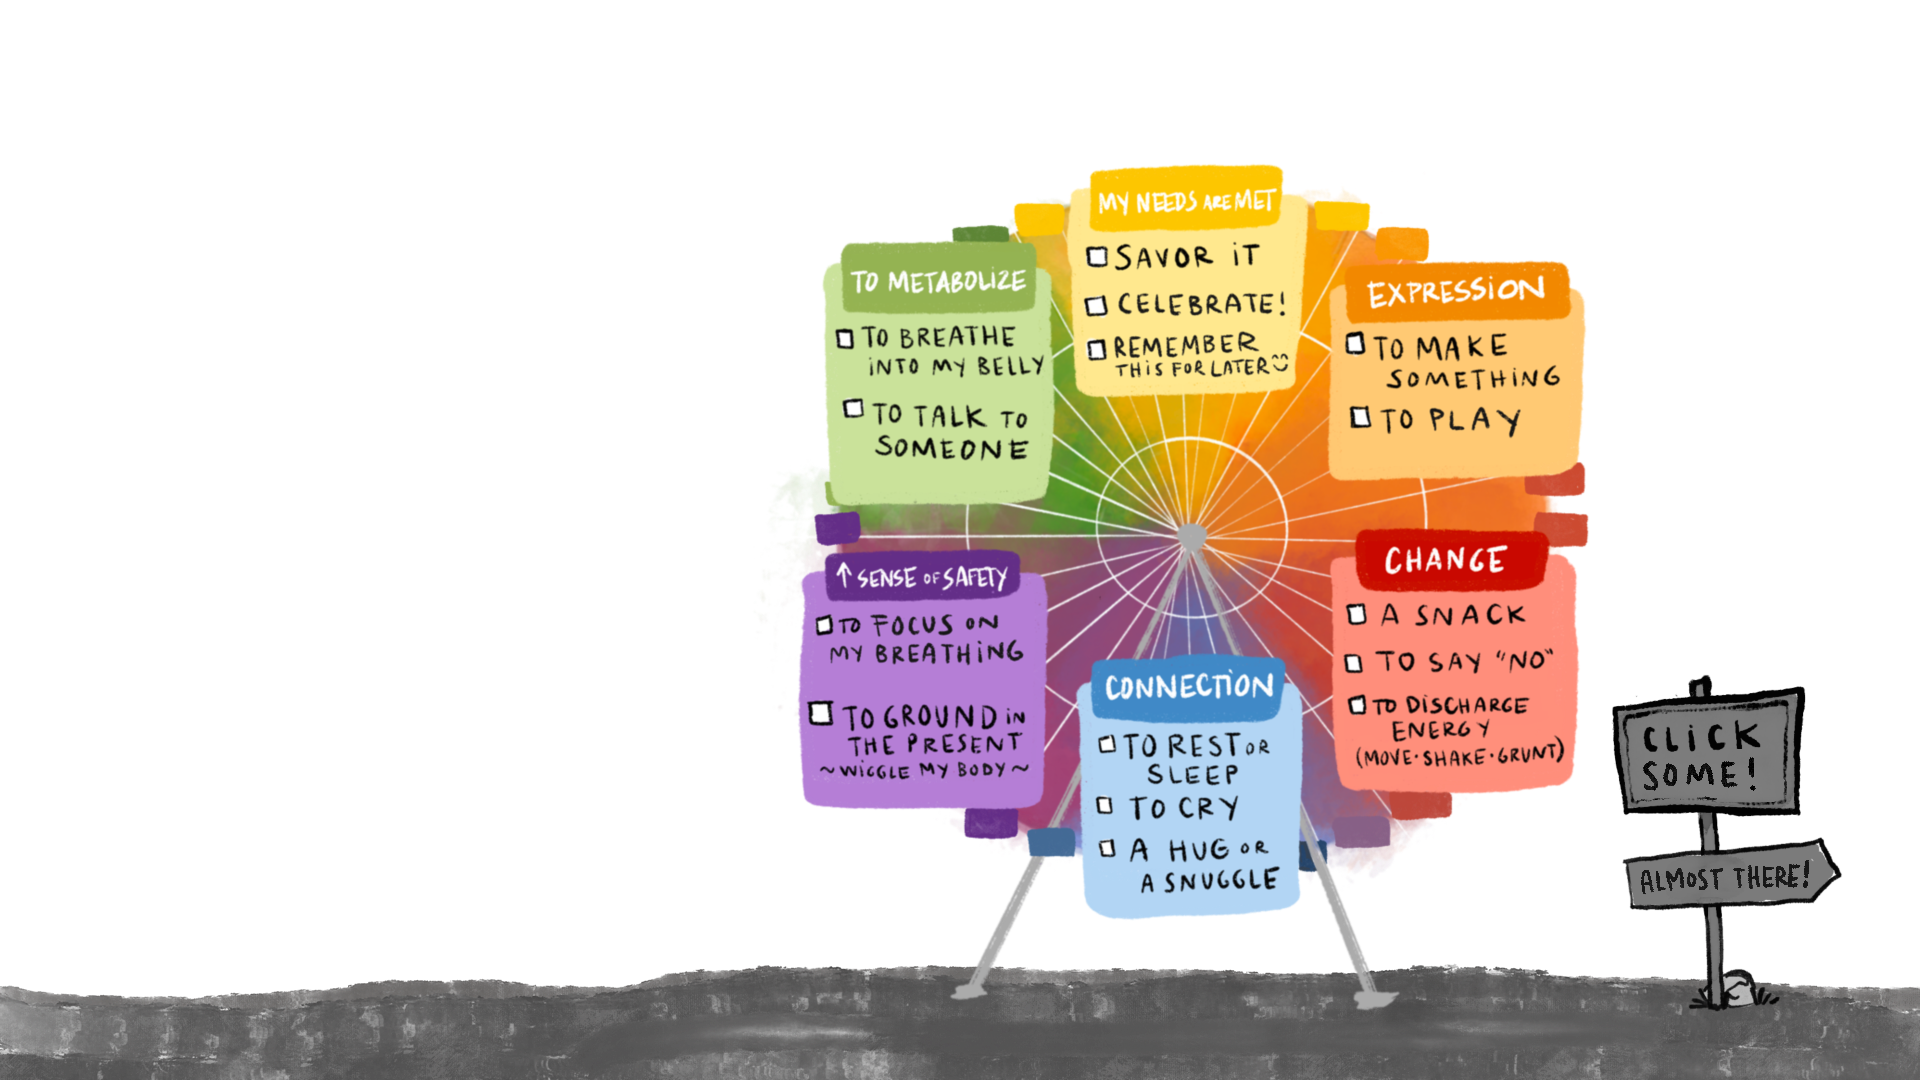 MY NEEDS ARE MET
SAVOR iT
CELEBRATE!
REMEMBER
THiS FOR LATER
TO METABOLiZE
TO BREATHE
iNTO MY BELLY
TO TALK TO
SOMEONE
EXPRESSiON
TO MAKE
SOMETHiNG
TO PLAY
↑ SENSE OF SAFETY
TO FOCUS ON
MY BREATHiNG
TO GROUND iN
THE PRESENT
~ WiGGLE MY BODY ~
CHANGE
A SNACK
TO SAY "NO"
TO DiSCHARGE
ENERGY
(MOVE·SHAKE·GRUNT)
CONNECTiON
TO REST OR
SLEEP
TO CRY
A HUG OR
A SNUGGLE
CLiCK
SOME!
ALMOST THERE!